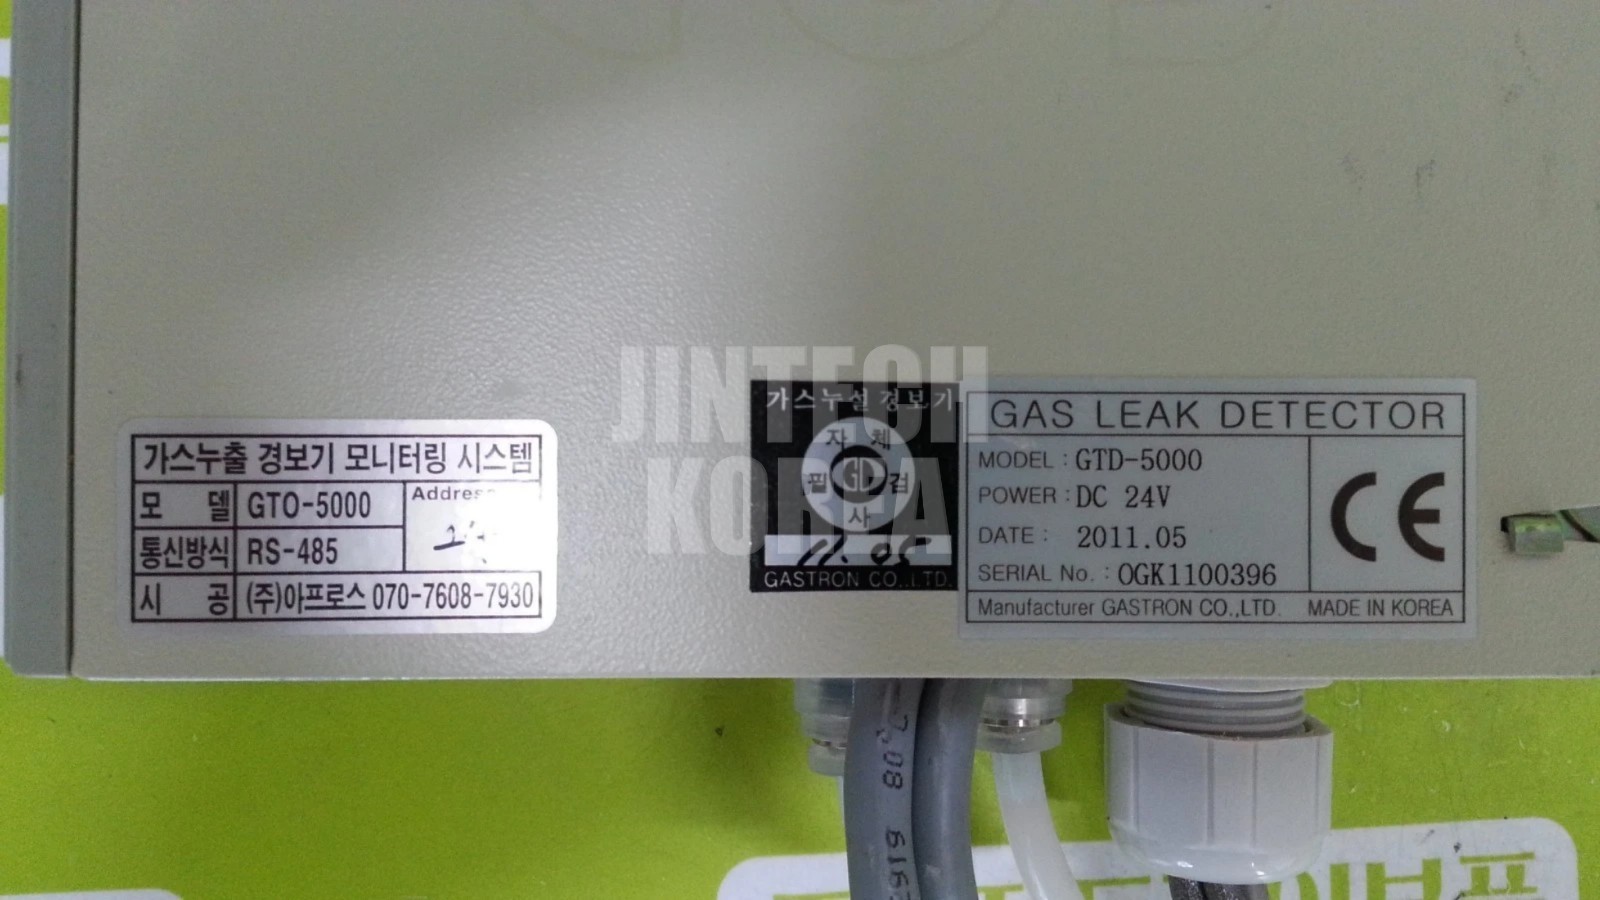 JINTECH
KOREA
가스누출 경보기 모니터링 시스템
모 델 GTO-5000 Address
통신방식 RS-485
시 공 (주)아프로스 070-7608-7930
가스누설 경보기
자 체
필 GD 검
사
11. 05
GASTRON CO.,LTD.
GAS LEAK DETECTOR
MODEL : GTD-5000
POWER : DC 24V
DATE : 2011.05
SERIAL No. : OGK1100396
CE
Manufacturer GASTRON CO.,LTD. MADE IN KOREA